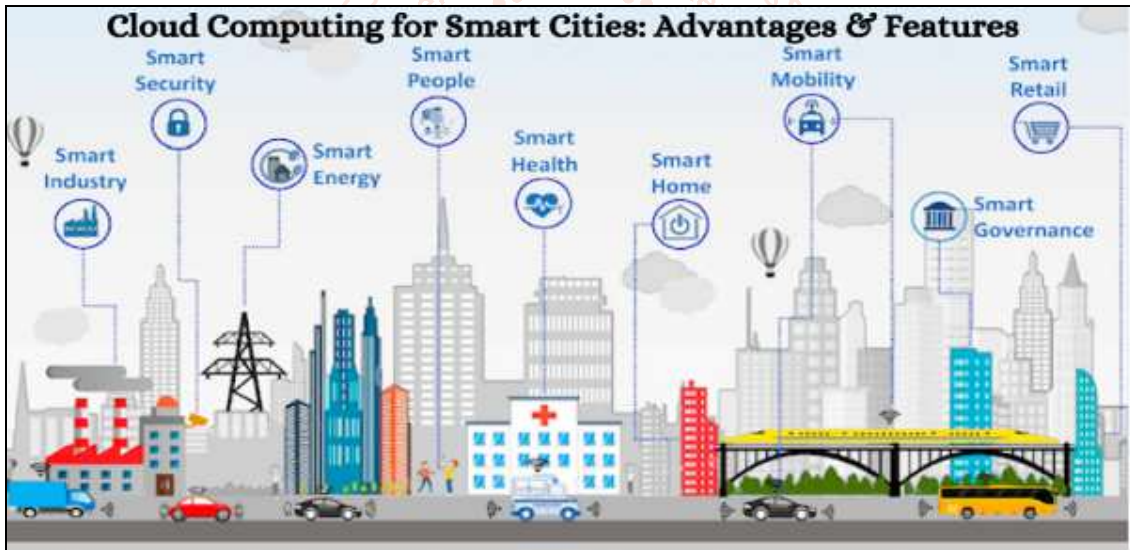 Cloud Computing for Smart Cities: Advantages & Features
Smart
Security
Smart
People
Smart
Mobility
Smart
Retail
Smart
Industry
Smart
Energy
Smart
Health
Smart
Home
Smart
Governance